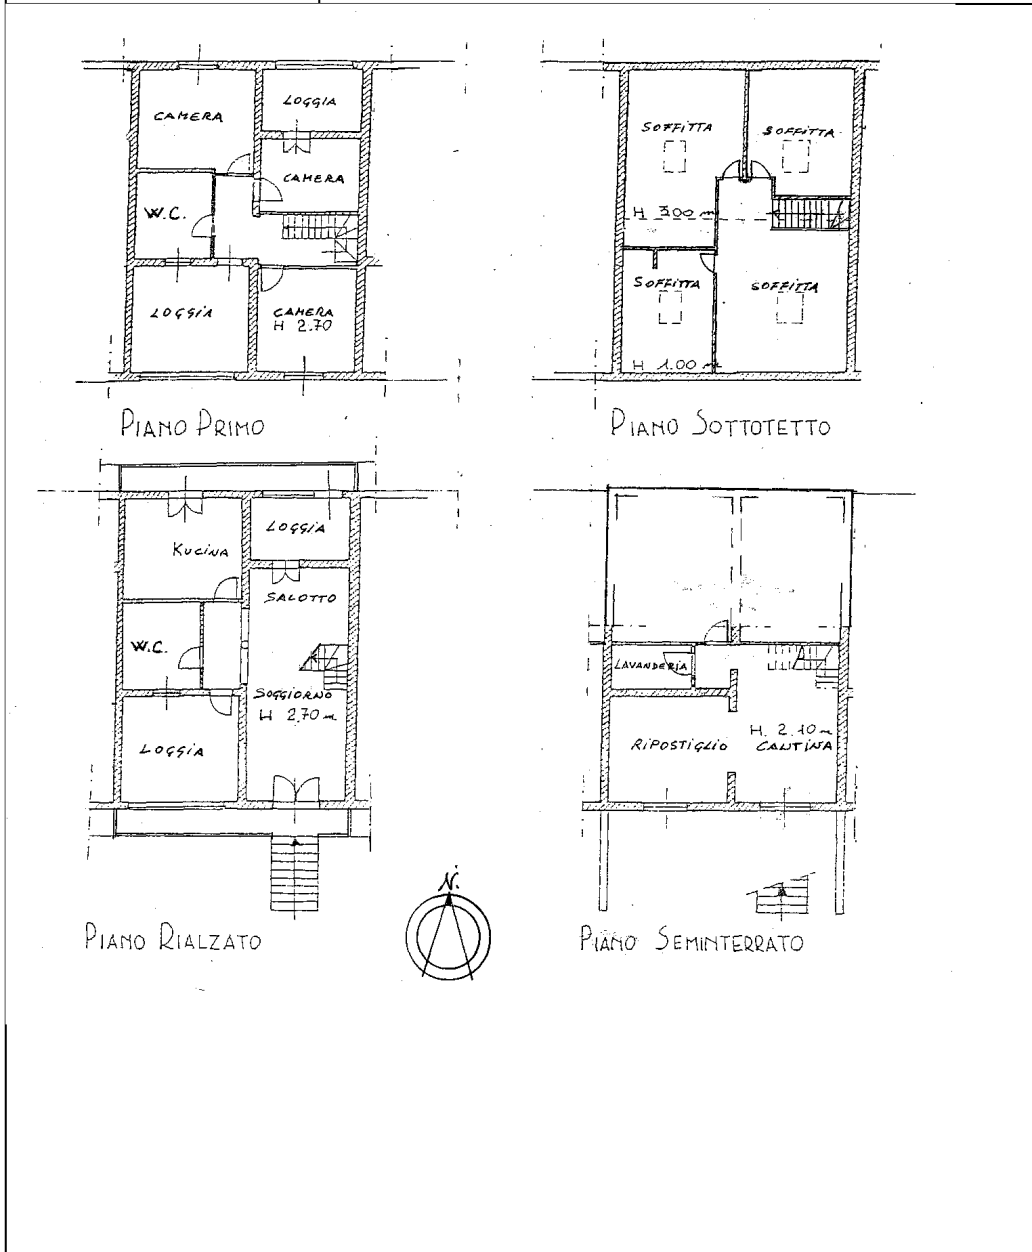 CAMERA
LOGGIA
CAMERA
W.C.
LOGGIA
CAMERA
H 2.70
PIANO PRIMO
SOFFITTA
SOFFITTA
H 3.00 m
SOFFITTA
SOFFITTA
H 1.00 m
PIANO SOTTOTETTO
LOGGIA
KUCINA
SALOTTO
W.C.
SOGGIORNO
H 2.70 m
LOGGIA
PIANO RIALZATO
N.
LAVANDERIA
H. 2.10 m
RIPOSTIGLIO
CANTINA
PIANO SEMINTERRATO